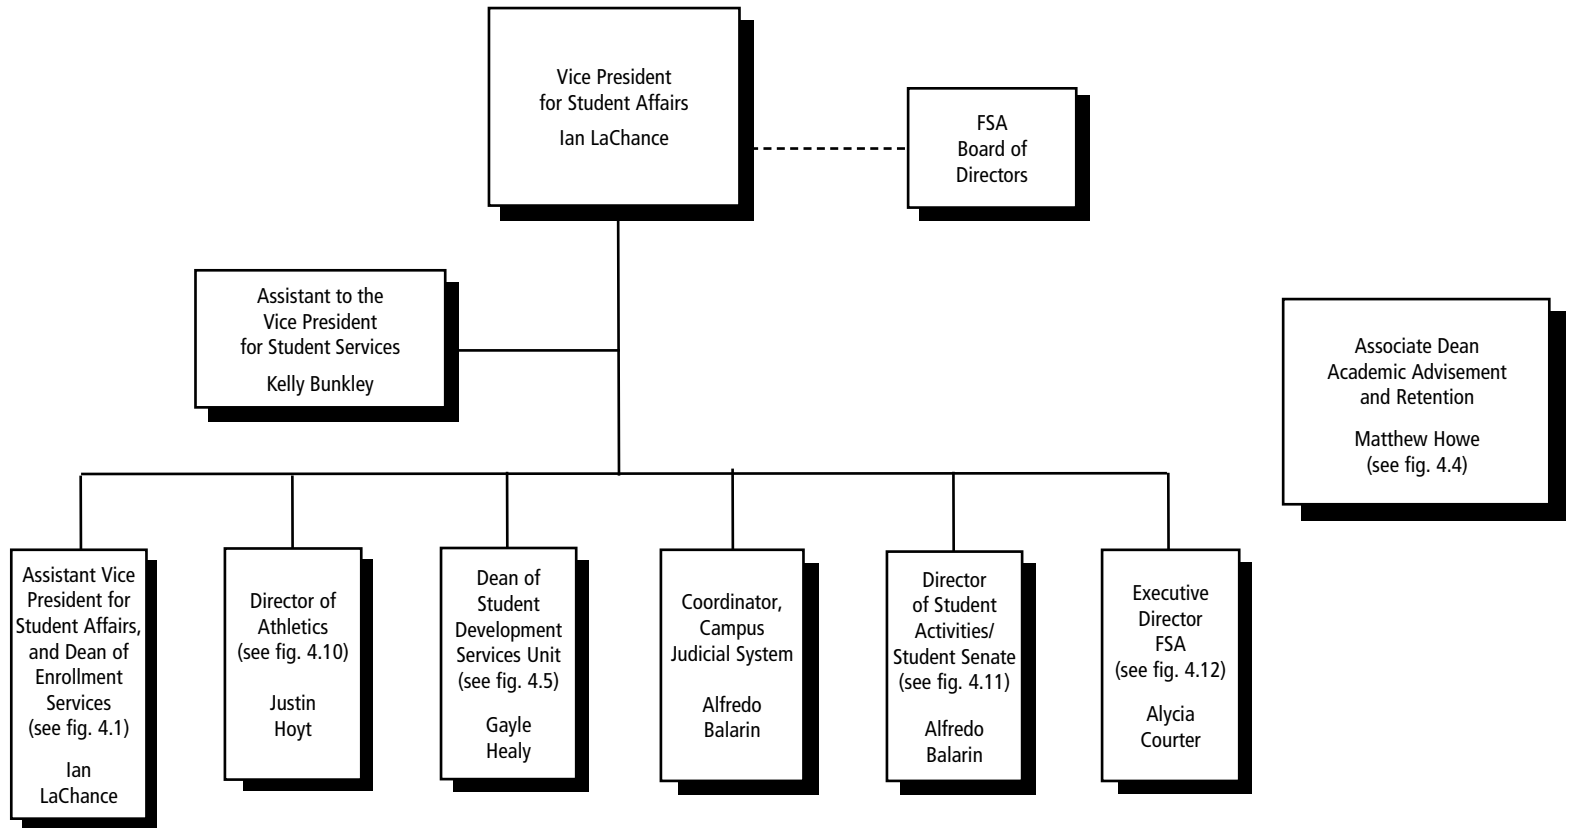 Vice President
for Student Affairs
Ian LaChance
FSA
Board of
Directors
Assistant to the
Vice President
for Student Services
Kelly Bunkley
Associate Dean
Academic Advisement
and Retention
Matthew Howe
(see fig. 4.4)
Assistant Vice
President for
Student Affairs,
and Dean of
Enrollment
Services
(see fig. 4.1)
Ian
LaChance
Director of
Athletics
(see fig. 4.10)
Justin
Hoyt
Dean of
Student
Development
Services Unit
(see fig. 4.5)
Gayle
Healy
Coordinator,
Campus
Judicial System
Alfredo
Balarin
Director
of Student
Activities/
Student Senate
(see fig. 4.11)
Alfredo
Balarin
Executive
Director
FSA
(see fig. 4.12)
Alycia
Courter